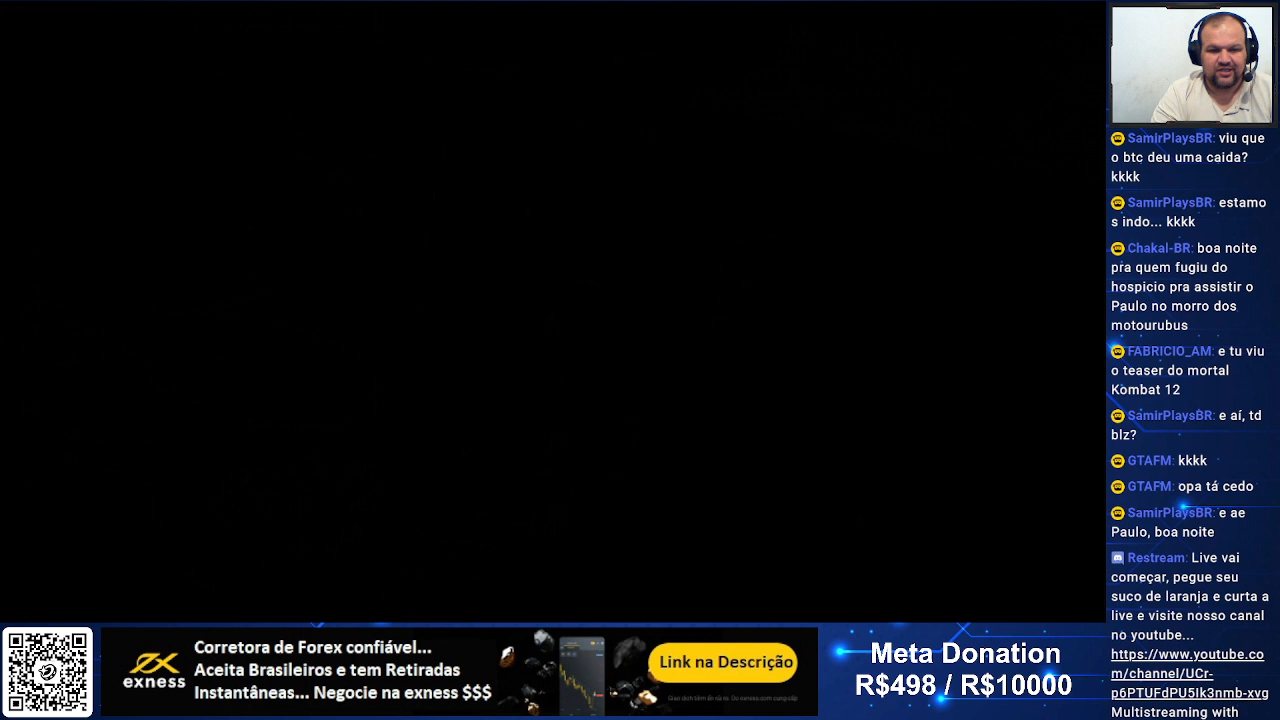 SamirPlaysBR: viu que
o btc deu uma caida?
kkkk
SamirPlaysBR: estamo
s indo... kkkk
Chakal-BR: boa noite
pra quem fugiu do
hospicio pra assistir o
Paulo no morro dos
motourubus
FABRICIO_AM: e tu viu
o teaser do mortal
Kombat 12
SamirPlaysBR: e aí, td
blz?
GTAFM: kkkk
GTAFM: opa tá cedo
SamirPlaysBR: e ae
Paulo, boa noite
Restream: Live vai
começar, pegue seu
suco de laranja e curta a
live e visite nosso canal
no youtube...
https://www.youtube.co
m/channel/UCr-
p6PTUFdPU5Ik3nmb-xvg
Multistreaming with
exness
Corretora de Forex confiável...
Aceita Brasileiros e tem Retiradas
Instantâneas... Negocie na exness $$$
Link na Descrição
Meta Donation
R$498 / R$10000